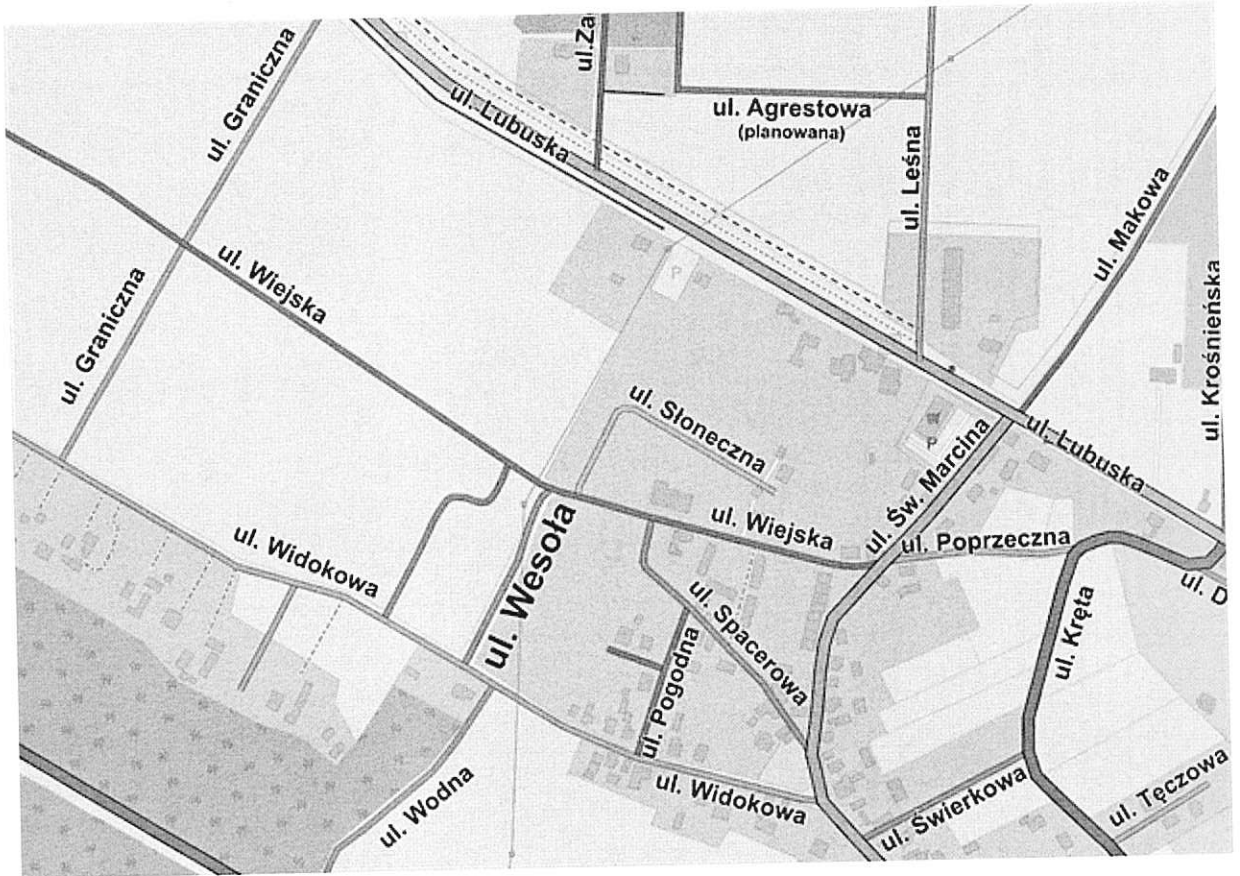 ul. Graniczna
ul. Za
ul. Lubuska
ul. Agrestowa
(planowana)
ul. Leśna
ul. Makowa
ul. Krośnieńska
ul. Wiejska
ul. Graniczna
P
ul. Słoneczna
P
ul. Św. Marcina
ul. Lubuska
ul. Wiejska
ul. Poprzeczna
ul. D
ul. Widokowa
ul. Wesoła
ul. Spacerowa
ul. Kręta
ul. Pogodna
ul. Widokowa
ul. Wodna
ul. Świerkowa
ul. Tęczowa